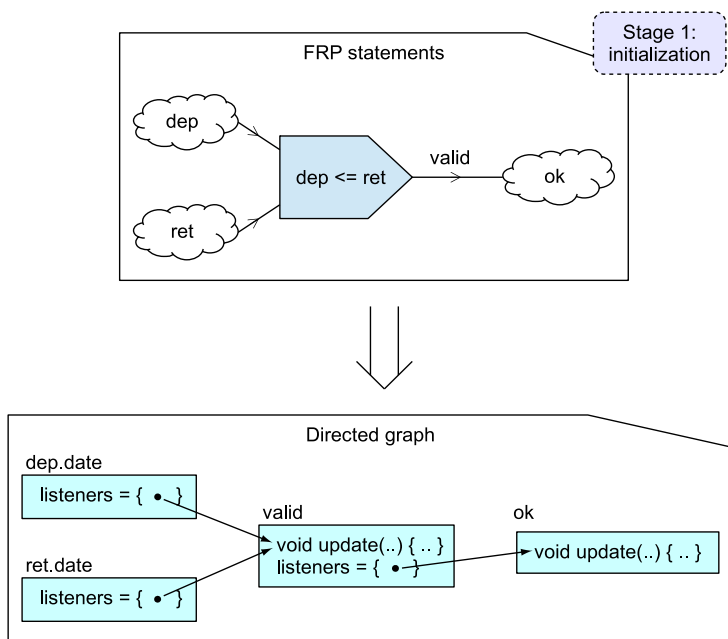 Stage 1:
initialization
FRP statements
dep
ret
dep <= ret
valid
ok
Directed graph
dep.date
listeners = { • }
ret.date
listeners = { • }
valid
void update(..) { .. }
listeners = { • }
ok
void update(..) { .. }